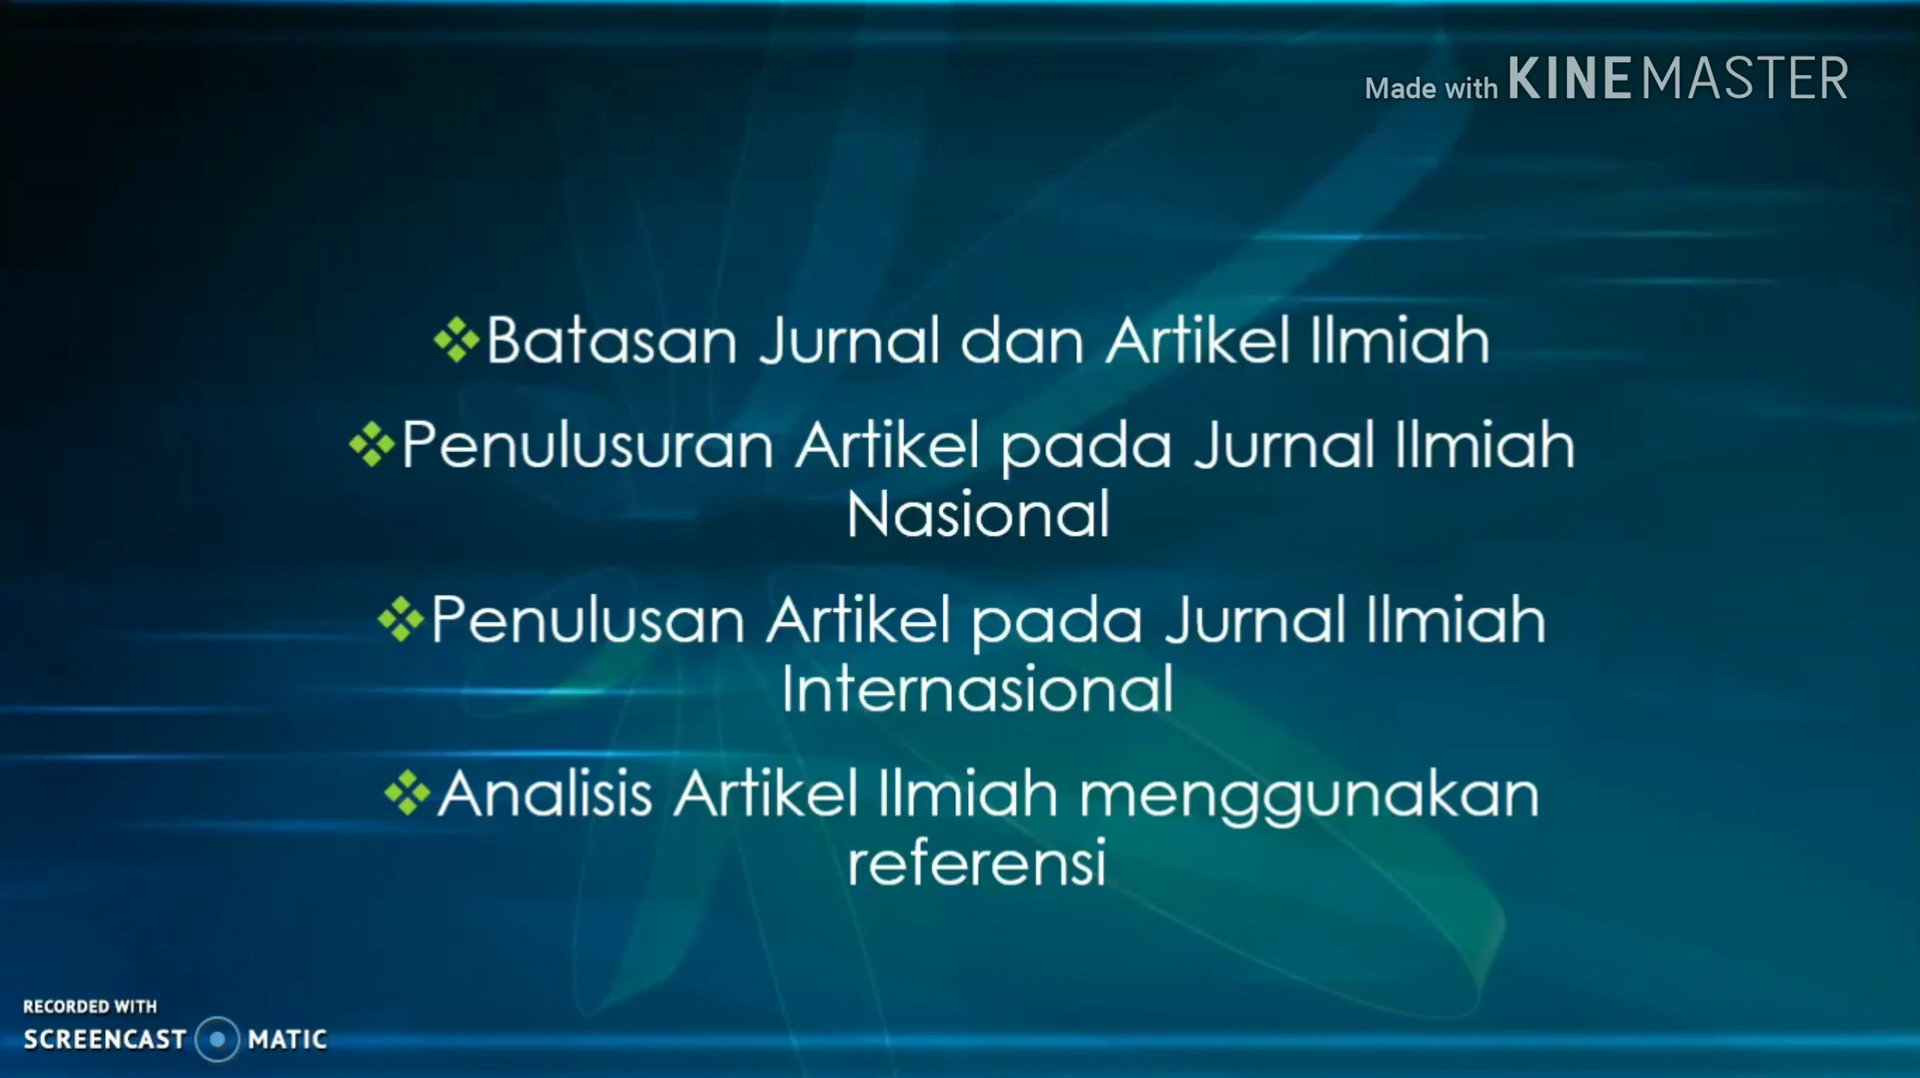 Made with KINEMASTER
❖Batasan Jurnal dan Artikel Ilmiah
❖Penulusuran Artikel pada Jurnal Ilmiah
Nasional
❖Penulusan Artikel pada Jurnal Ilmiah
Internasional
❖Analisis Artikel Ilmiah menggunakan
referensi
RECORDED WITH
SCREENCAST MATIC